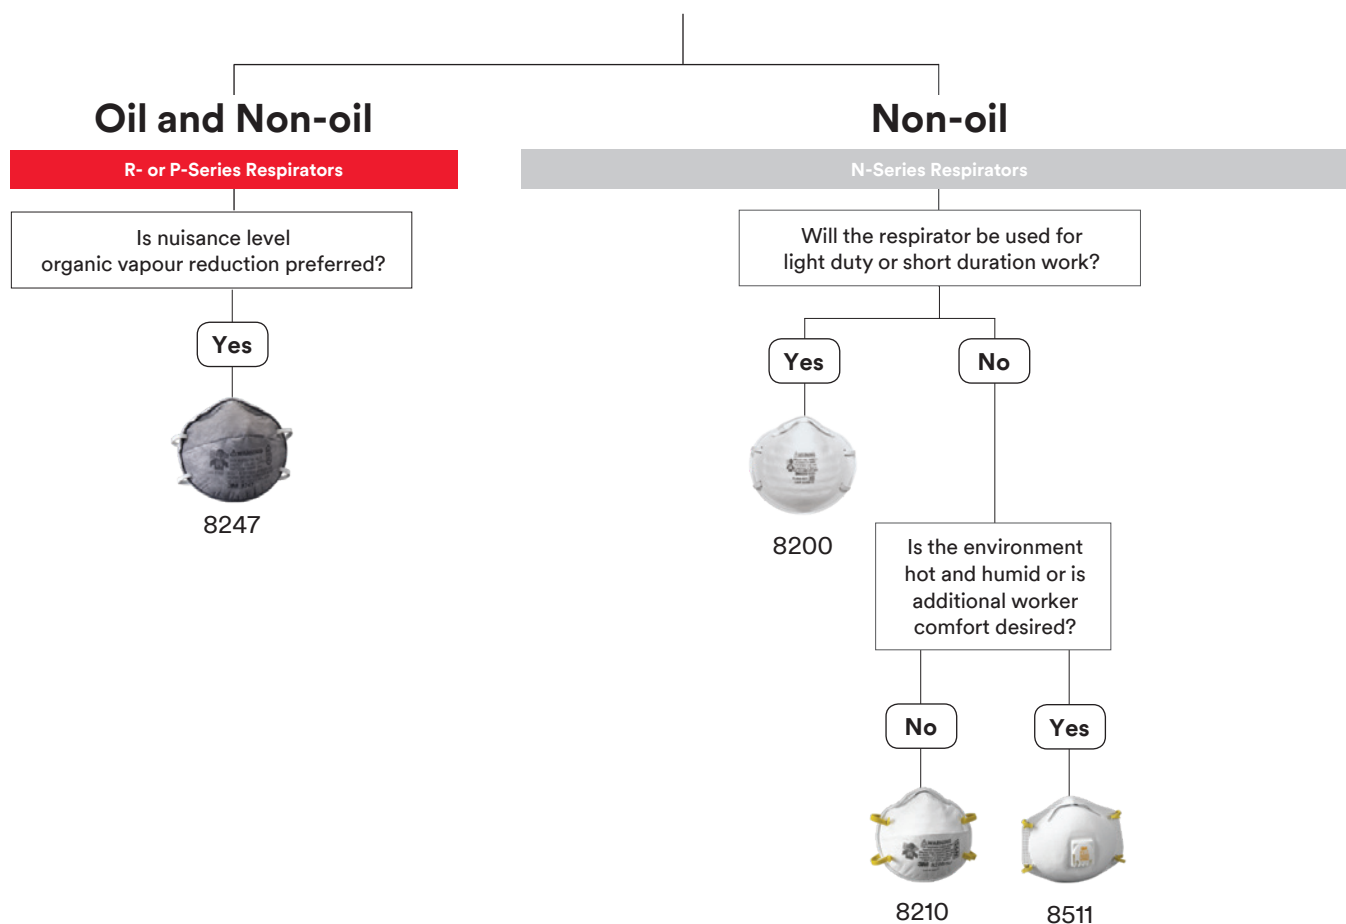 Oil and Non-oil
R- or P-Series Respirators
Is nuisance level
organic vapour reduction preferred?
Yes
8247
Non-oil
N-Series Respirators
Will the respirator be used for
light duty or short duration work?
Yes
No
8200
Is the environment
hot and humid or is
additional worker
comfort desired?
No
Yes
8210
8511